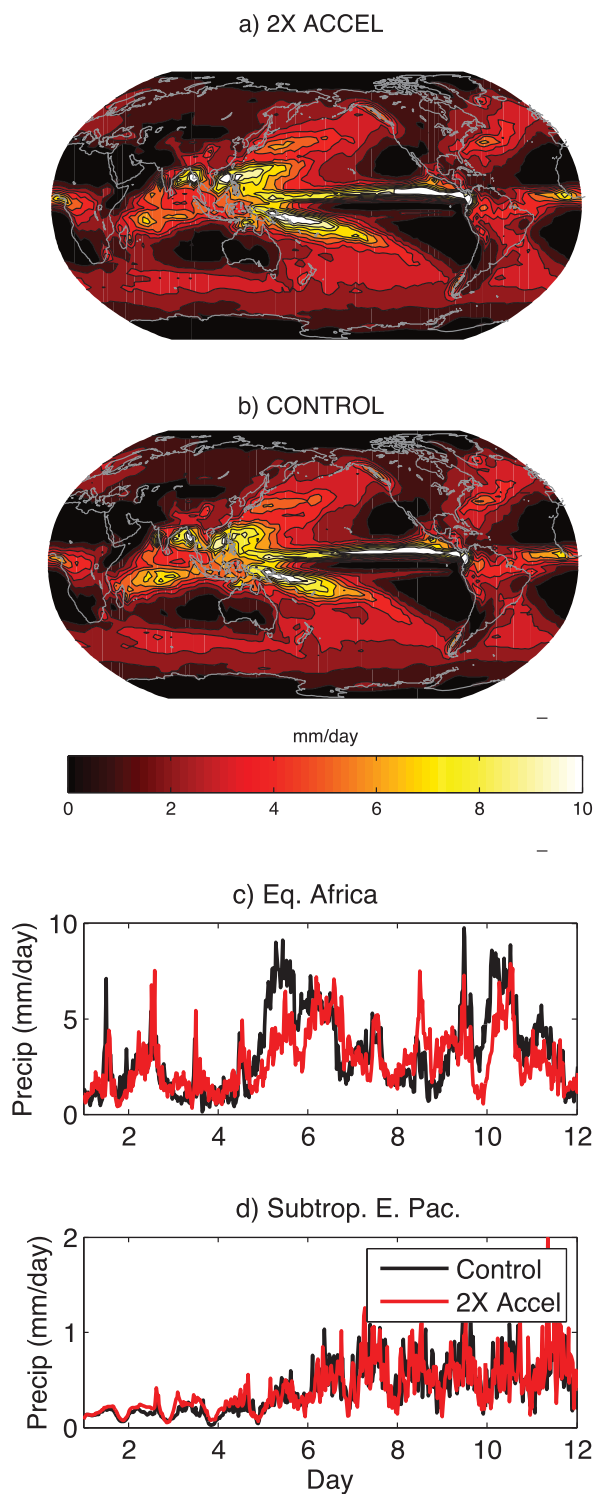 a) 2X ACCEL
b) CONTROL
mm/day
0 2 4 6 8 10
c) Eq. Africa
Precip (mm/day)
10
5
0
2 4 6 8 10 12
d) Subtrop. E. Pac.
Precip (mm/day)
2
1
0
Control
2X Accel
2 4 6 8 10 12
Day